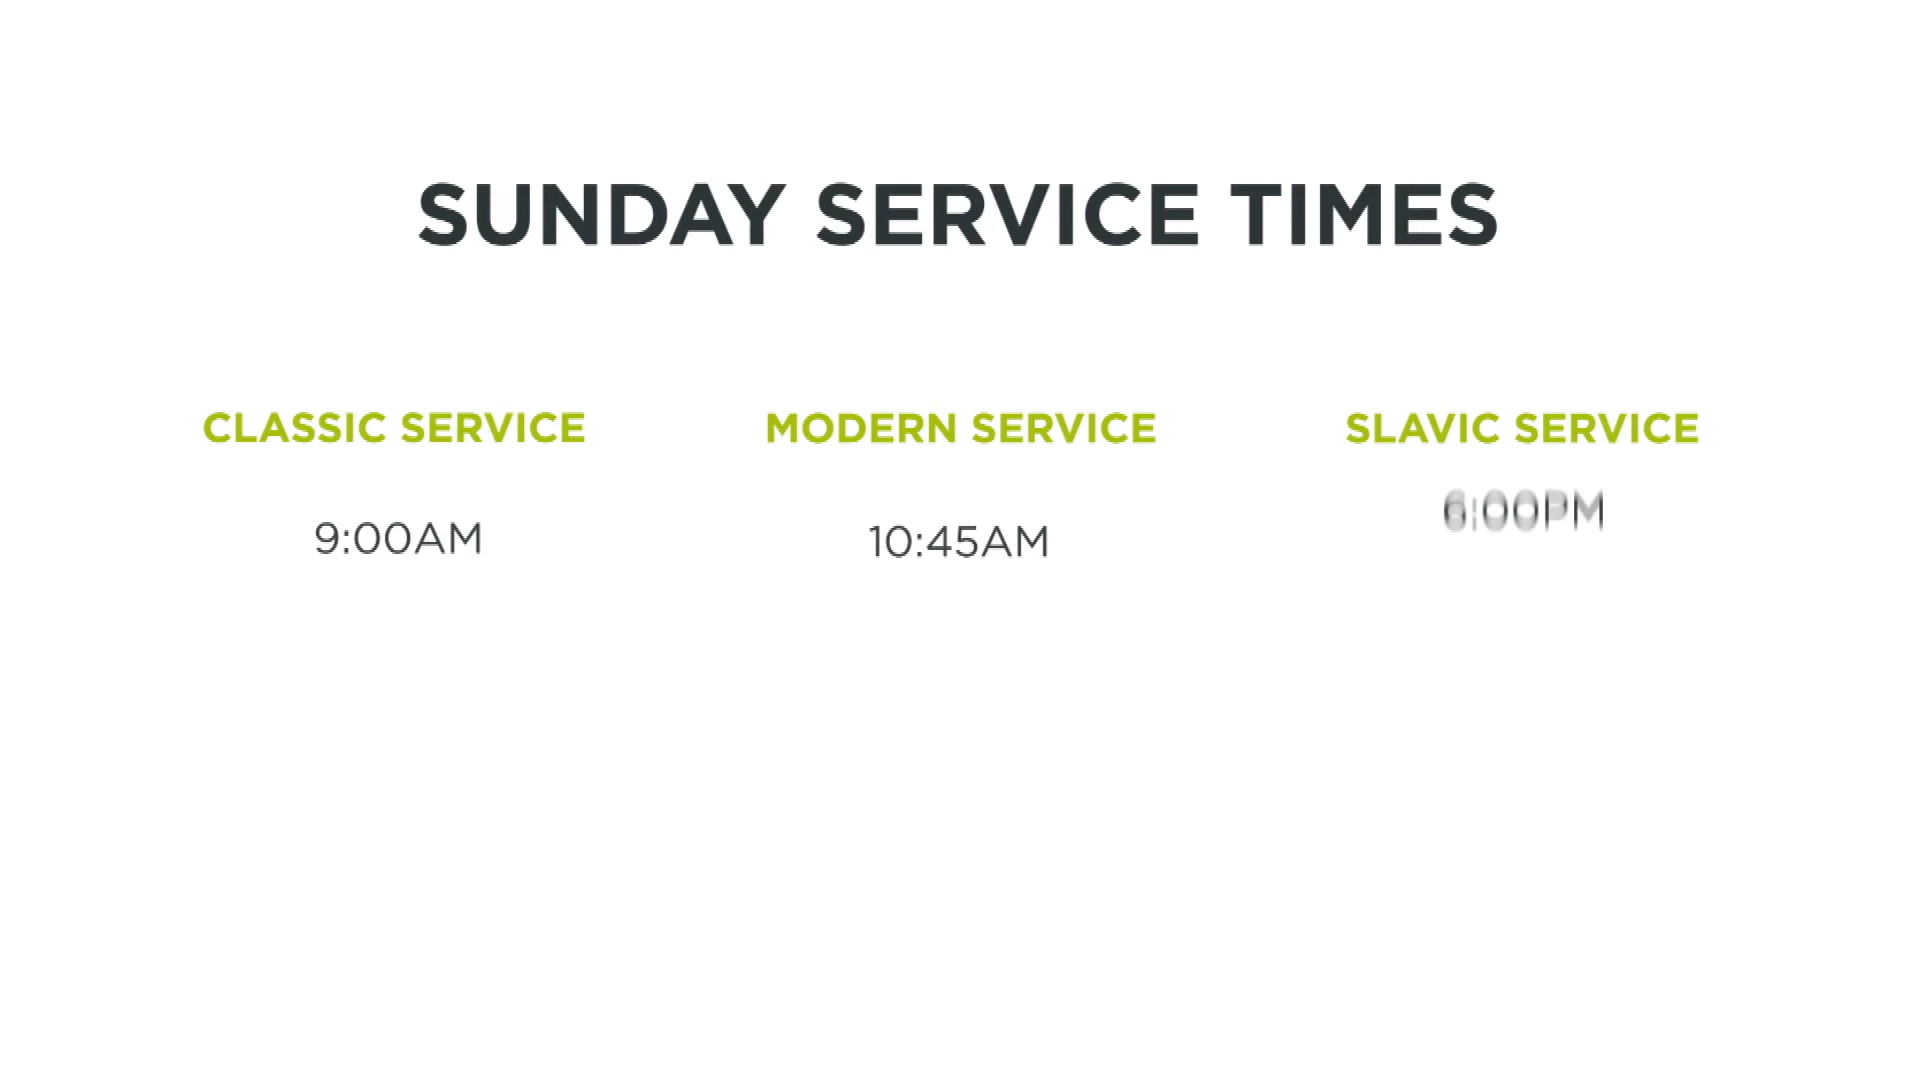 SUNDAY SERVICE TIMES
CLASSIC SERVICE
9:00AM
MODERN SERVICE
10:45AM
SLAVIC SERVICE
6:00PM